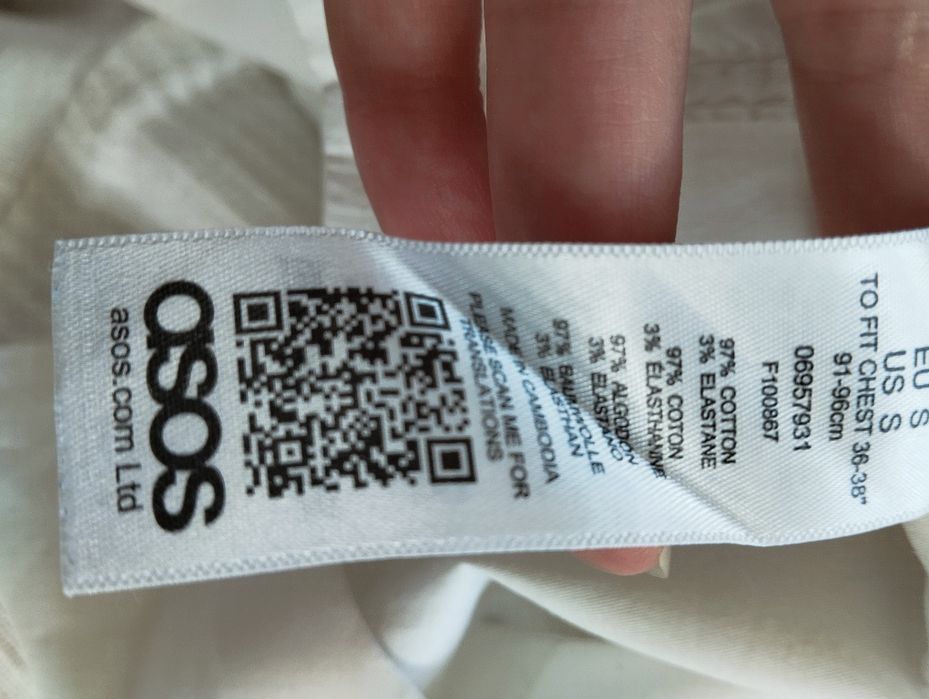 EU S
US S
TO FIT CHEST 36-38"
91-96cm
06957931
F100867
97% COTTON
3% ELASTANE
97% COTON
3% ÉLASTHANNE
97% ALGODÓN
3% ELASTANO
97% BAUMWOLLE
3% ELASTHAN
MADE IN CAMBODIA
PLEASE SCAN ME FOR
TRANSLATIONS
asos
asos.com Ltd